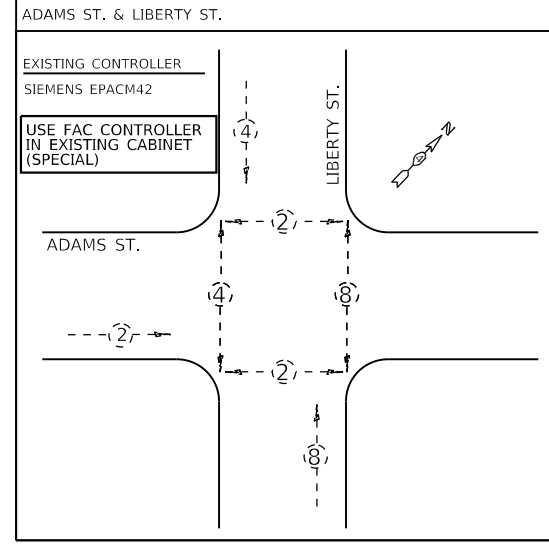 ADAMS ST. & LIBERTY ST.
EXISTING CONTROLLER
SIEMENS EPACM42
USE FAC CONTROLLER
IN EXISTING CABINET
(SPECIAL)
4
LIBERTY ST.
N
2
ADAMS ST.
4
8
2
2
8